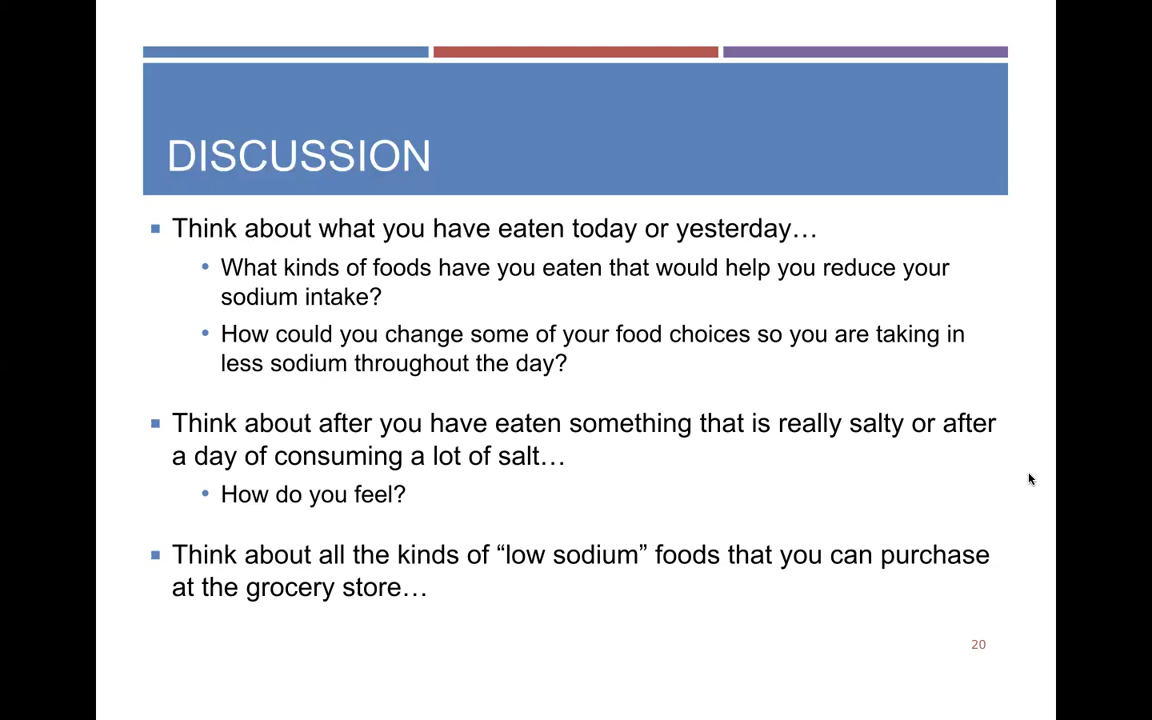 DISCUSSION
Think about what you have eaten today or yesterday…
What kinds of foods have you eaten that would help you reduce your
sodium intake?
How could you change some of your food choices so you are taking in
less sodium throughout the day?
Think about after you have eaten something that is really salty or after
a day of consuming a lot of salt…
How do you feel?
Think about all the kinds of “low sodium” foods that you can purchase
at the grocery store…
20